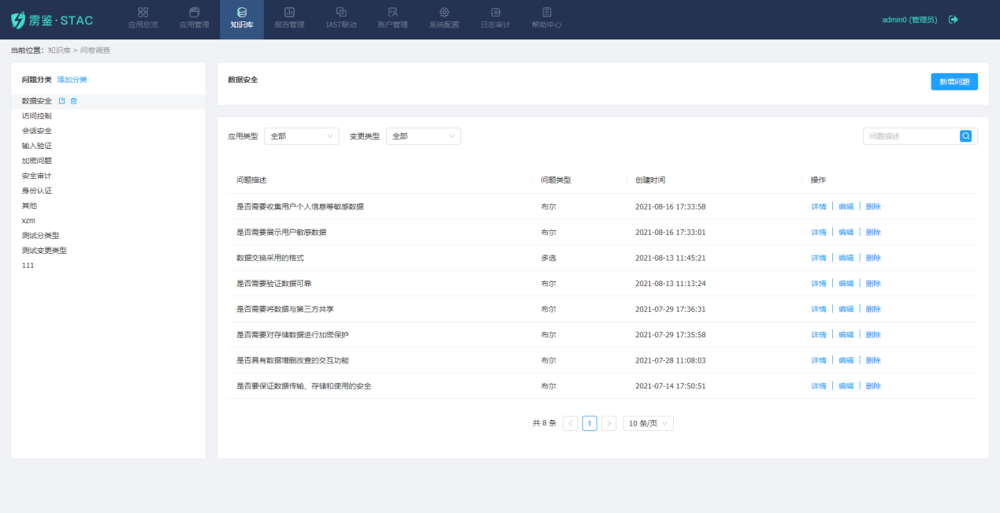 雳鉴·STAC
应用总览 应用管理 知识库 报告管理 IAST联动 账户管理 系统配置 日志审计 帮助中心
admin0 (管理员)
当前位置: 知识库 > 问卷调查
问题分类 添加分类
数据安全
访问控制
会话安全
输入验证
加密问题
安全审计
身份认证
其他
xzm
测试分类型
测试变更类型
111
数据安全
新增问题
应用类型 全部 变更类型 全部 问题描述
问题描述 问题类型 创建时间 操作
是否需要收集用户个人信息等敏感数据 布尔 2021-08-16 17:33:58 详情 编辑 删除
是否需要展示用户敏感数据 布尔 2021-08-16 17:33:01 详情 编辑 删除
数据交换采用的格式 多选 2021-08-13 11:45:21 详情 编辑 删除
是否需要验证数据可靠 布尔 2021-08-13 11:13:24 详情 编辑 删除
是否需要将数据与第三方共享 布尔 2021-07-29 17:36:31 详情 编辑 删除
是否需要对存储数据进行加密保护 布尔 2021-07-29 17:35:58 详情 编辑 删除
是否具有数据增删改查的交互功能 布尔 2021-07-28 11:08:03 详情 编辑 删除
是否要保证数据传输、存储和使用的安全 布尔 2021-07-14 17:50:51 详情 编辑 删除
共 8 条 < 1 > 10 条/页